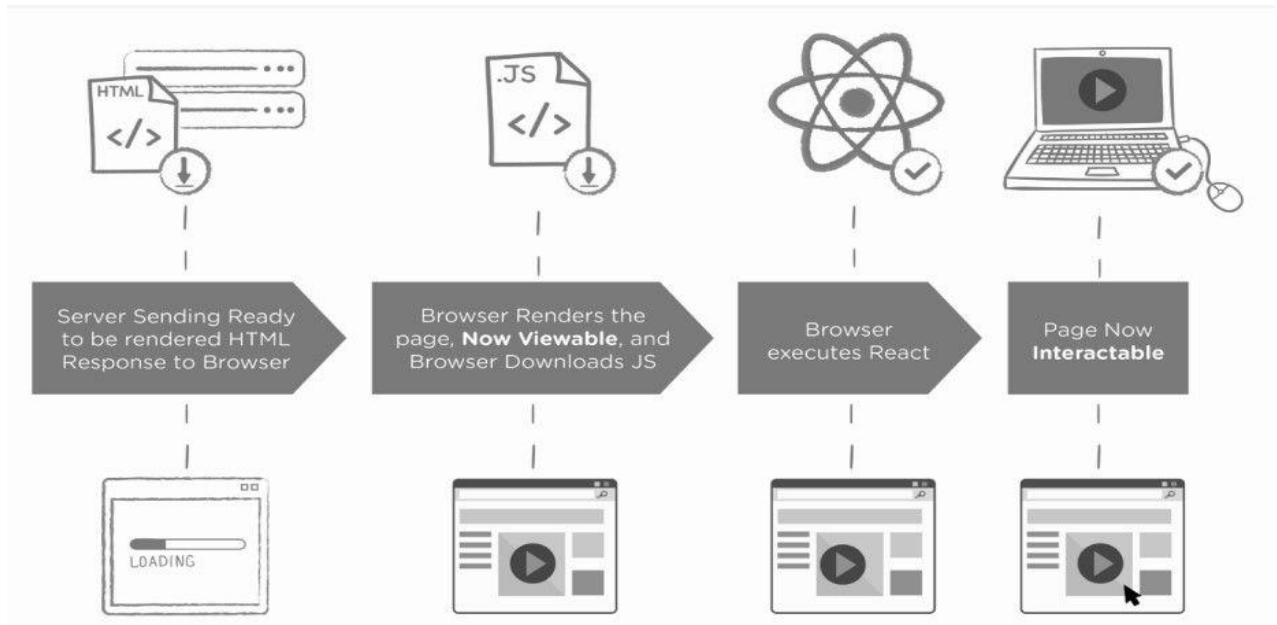 HTML
</>
.JS
</>
Server Sending Ready
to be rendered HTML
Response to Browser
Browser Renders the
page, Now Viewable, and
Browser Downloads JS
Browser
executes React
Page Now
Interactable
LOADING